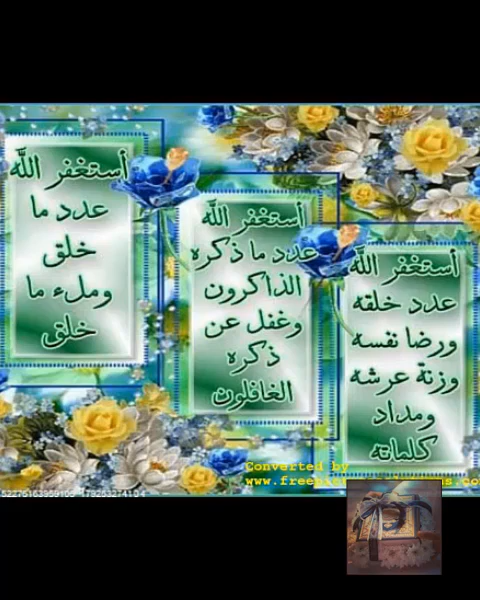 أستغفر الله
عدد خلقه
ورضا نفسه
وزنة عرشه
ومداد
كلماته
أستغفر الله
عدد ما ذكره
الذاكرون
وغفل عن
ذكره
الغافلون
أستغفر الله
عدد ما
خلق
وملء ما
خلق
Converted by